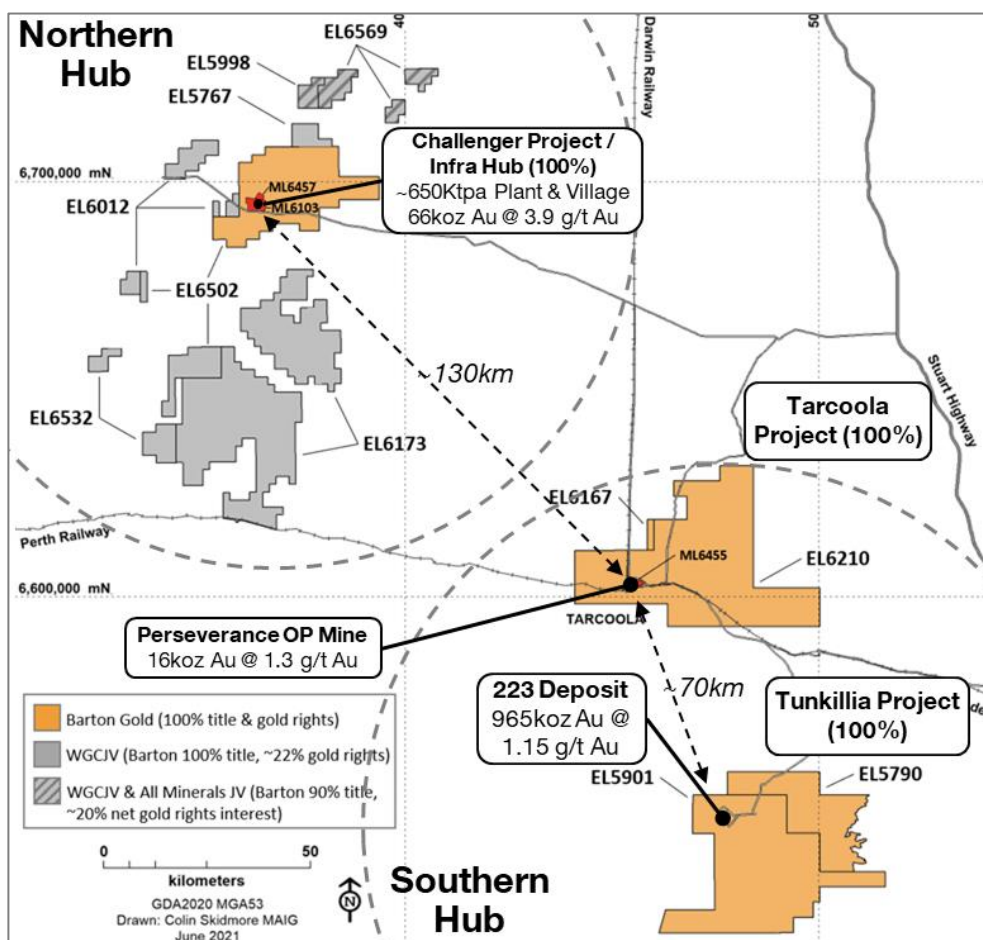 Northern
Hub
40
Darwin Railway
50
EL6569
EL5998
EL5767
Challenger Project /
Infra Hub (100%)
~650Ktpa Plant & Village
66koz Au @ 3.9 g/t Au
6,700,000 mN
ML6457
ML6103
EL6012
EL6502
~130km
Stuart Highway
Tarcoola
Project (100%)
EL6532
EL6173
EL6167
Perth Railway
ML6455
EL6210
6,600,000 mN
TARCOOLA
Perseverance OP Mine
16koz Au @ 1.3 g/t Au
~70km
223 Deposit
965koz Au @
1.15 g/t Au
Tunkillia Project
(100%)
de
EL5901
EL5790
Barton Gold (100% title & gold rights)
WGCJV (Barton 100% title, ~22% gold rights)
WGCJV & All Minerals JV (Barton 90% title,
~20% net gold rights interest)
0 50
kilometers
GDA2020 MGA53
Drawn: Colin Skidmore MAIG
June 2021
N
Southern
Hub